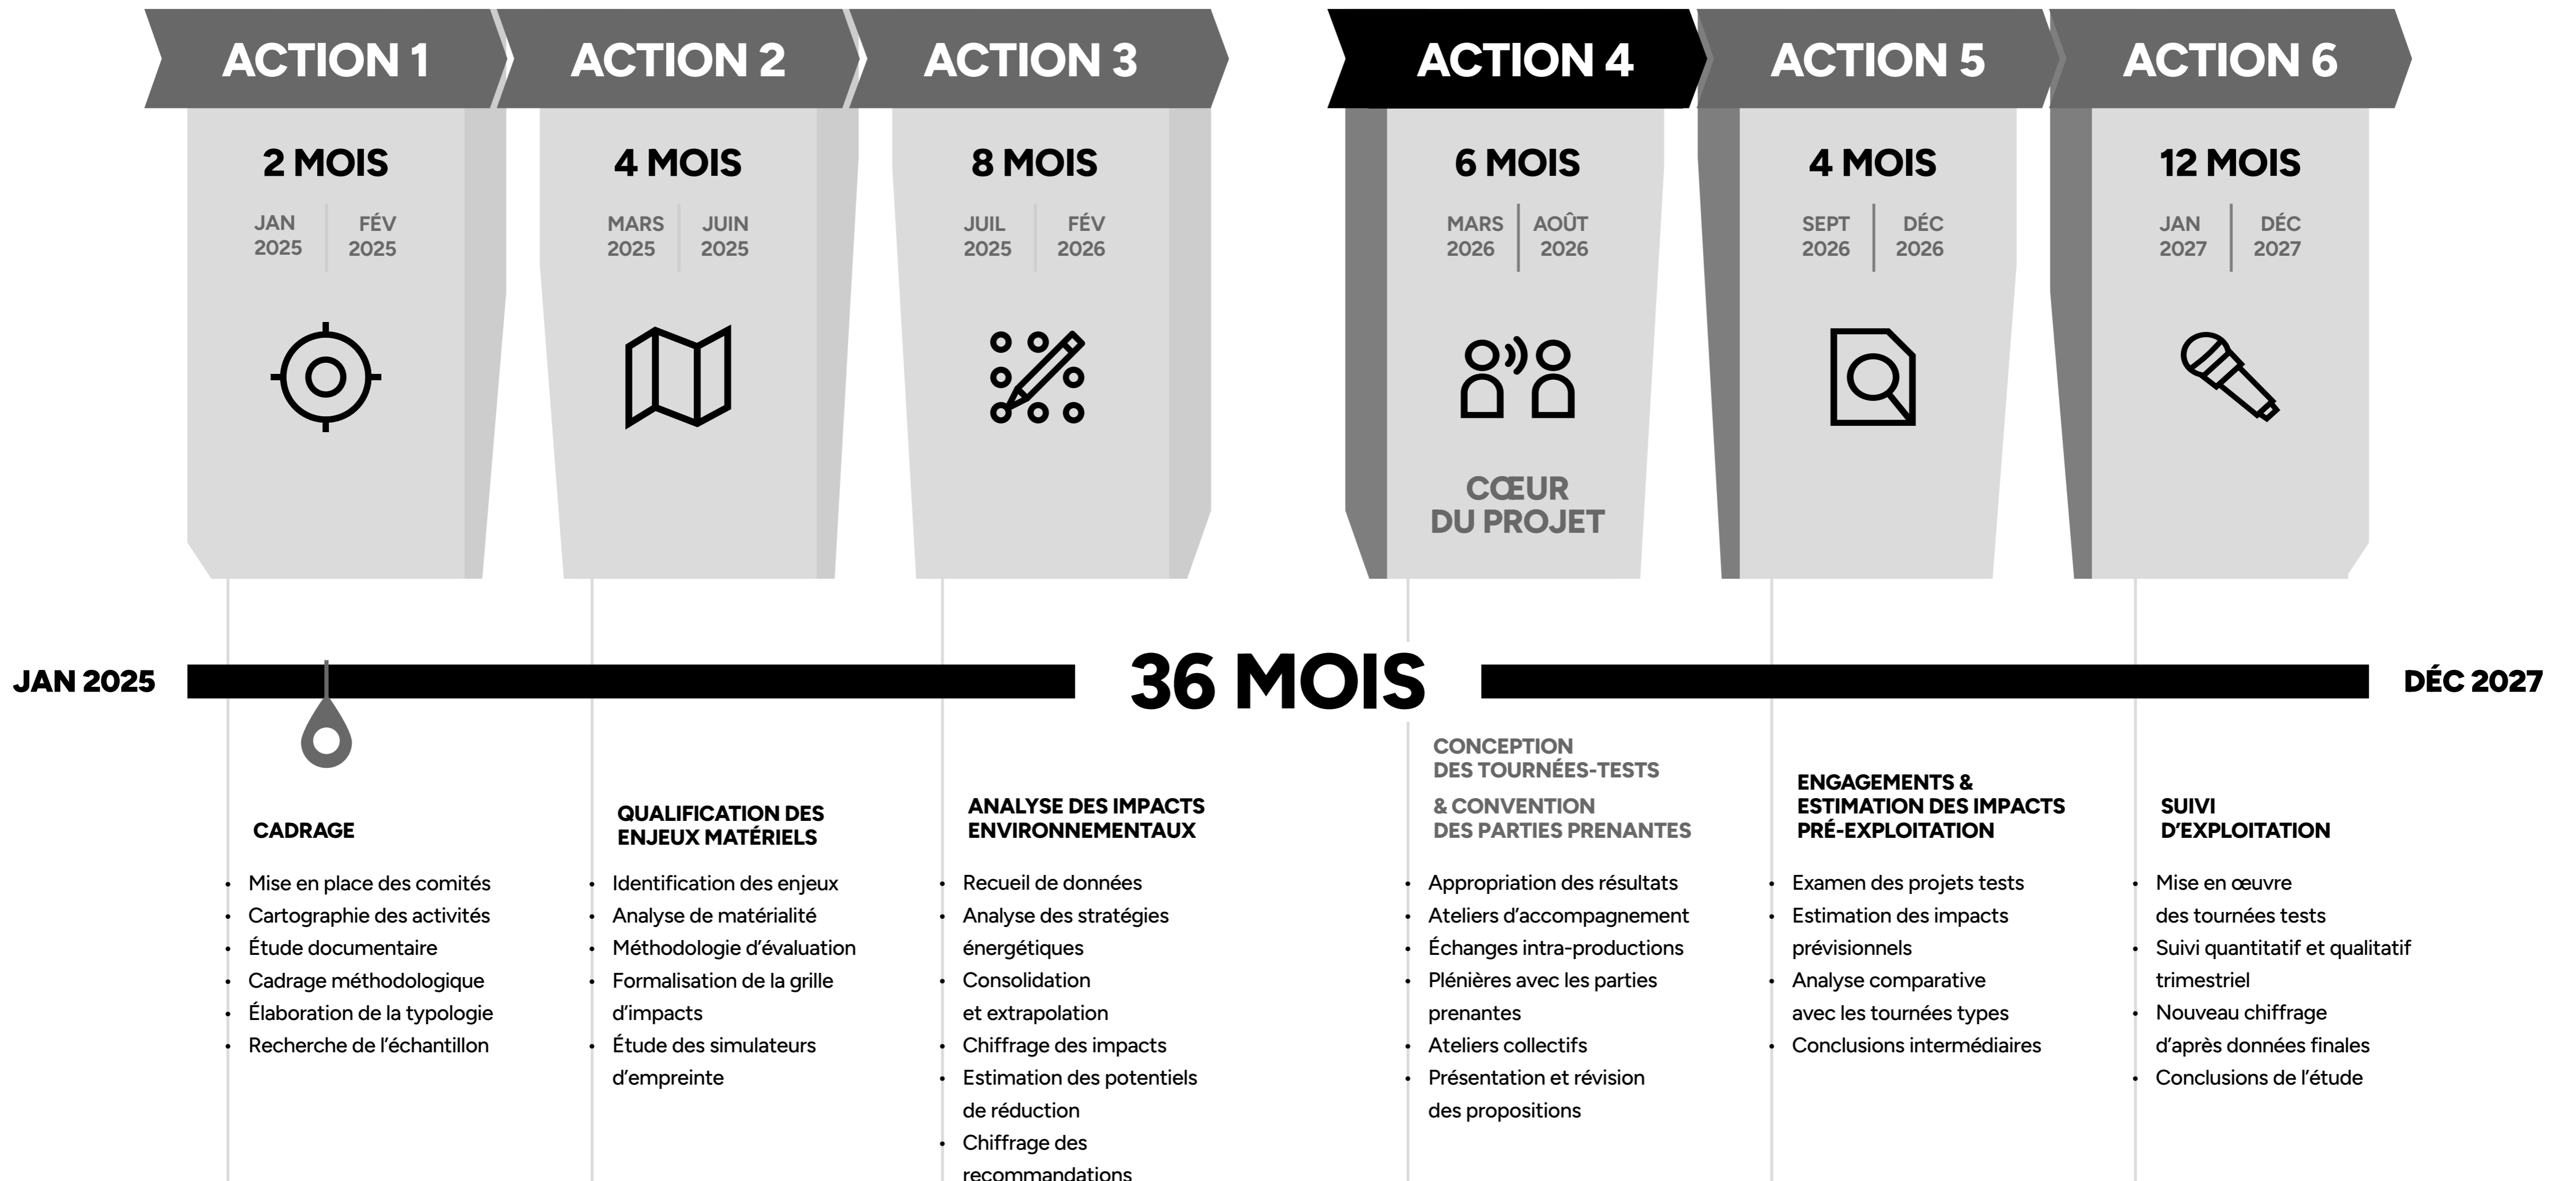 ACTION 1
ACTION 2
ACTION 3
ACTION 4
ACTION 5
ACTION 6
2 MOIS
JAN
2025
FÉV
2025
4 MOIS
MARS
2025
JUIN
2025
8 MOIS
JUIL
2025
FÉV
2026
6 MOIS
MARS
2026
AOÛT
2026
CŒUR
DU PROJET
4 MOIS
SEPT
2026
DÉC
2026
12 MOIS
JAN
2027
DÉC
2027
JAN 2025
36 MOIS
DÉC 2027
CADRAGE
• Mise en place des comités
• Cartographie des activités
• Étude documentaire
• Cadrage méthodologique
• Élaboration de la typologie
• Recherche de l’échantillon
QUALIFICATION DES
ENJEUX MATÉRIELS
• Identification des enjeux
• Analyse de matérialité
• Méthodologie d’évaluation
• Formalisation de la grille
d’impacts
• Étude des simulateurs
d’empreinte
ANALYSE DES IMPACTS
ENVIRONNEMENTAUX
• Recueil de données
• Analyse des stratégies
énergétiques
• Consolidation
et extrapolation
• Chiffrage des impacts
• Estimation des potentiels
de réduction
• Chiffrage des
recommandations
CONCEPTION
DES TOURNÉES-TESTS
& CONVENTION
DES PARTIES PRENANTES
• Appropriation des résultats
• Ateliers d’accompagnement
• Échanges intra-productions
• Plénières avec les parties
prenantes
• Ateliers collectifs
• Présentation et révision
des propositions
ENGAGEMENTS &
ESTIMATION DES IMPACTS
PRÉ-EXPLOITATION
• Examen des projets tests
• Estimation des impacts
prévisionnels
• Analyse comparative
avec les tournées types
• Conclusions intermédiaires
SUIVI
D’EXPLOITATION
• Mise en œuvre
des tournées tests
• Suivi quantitatif et qualitatif
trimestriel
• Nouveau chiffrage
d’après données finales
• Conclusions de l’étude